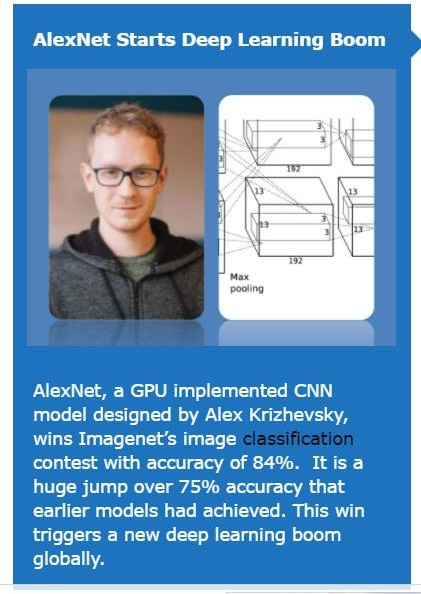 AlexNet Starts Deep Learning Boom
3
192
3
13
13
13
3
3
13
192
Max
pooling
AlexNet, a GPU implemented CNN
model designed by Alex Krizhevsky,
wins Imagenet’s image classification
contest with accuracy of 84%.  It is a
huge jump over 75% accuracy that
earlier models had achieved. This win
triggers a new deep learning boom
globally.